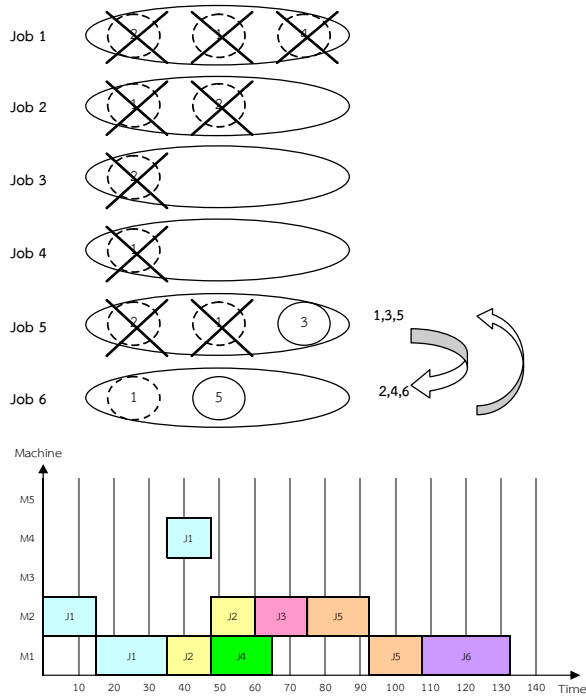 Job 1 2 1 4
Job 2 1 2
Job 3 2
Job 4 1
Job 5 2 1 3 1,3,5
Job 6 1 5 2,4,6
Machine
M5
M4 J1
M3
M2 J1 J2 J3 J5
M1 J1 J2 J4 J5 J6
10 20 30 40 50 60 70 80 90 100 110 120 130 140 Time